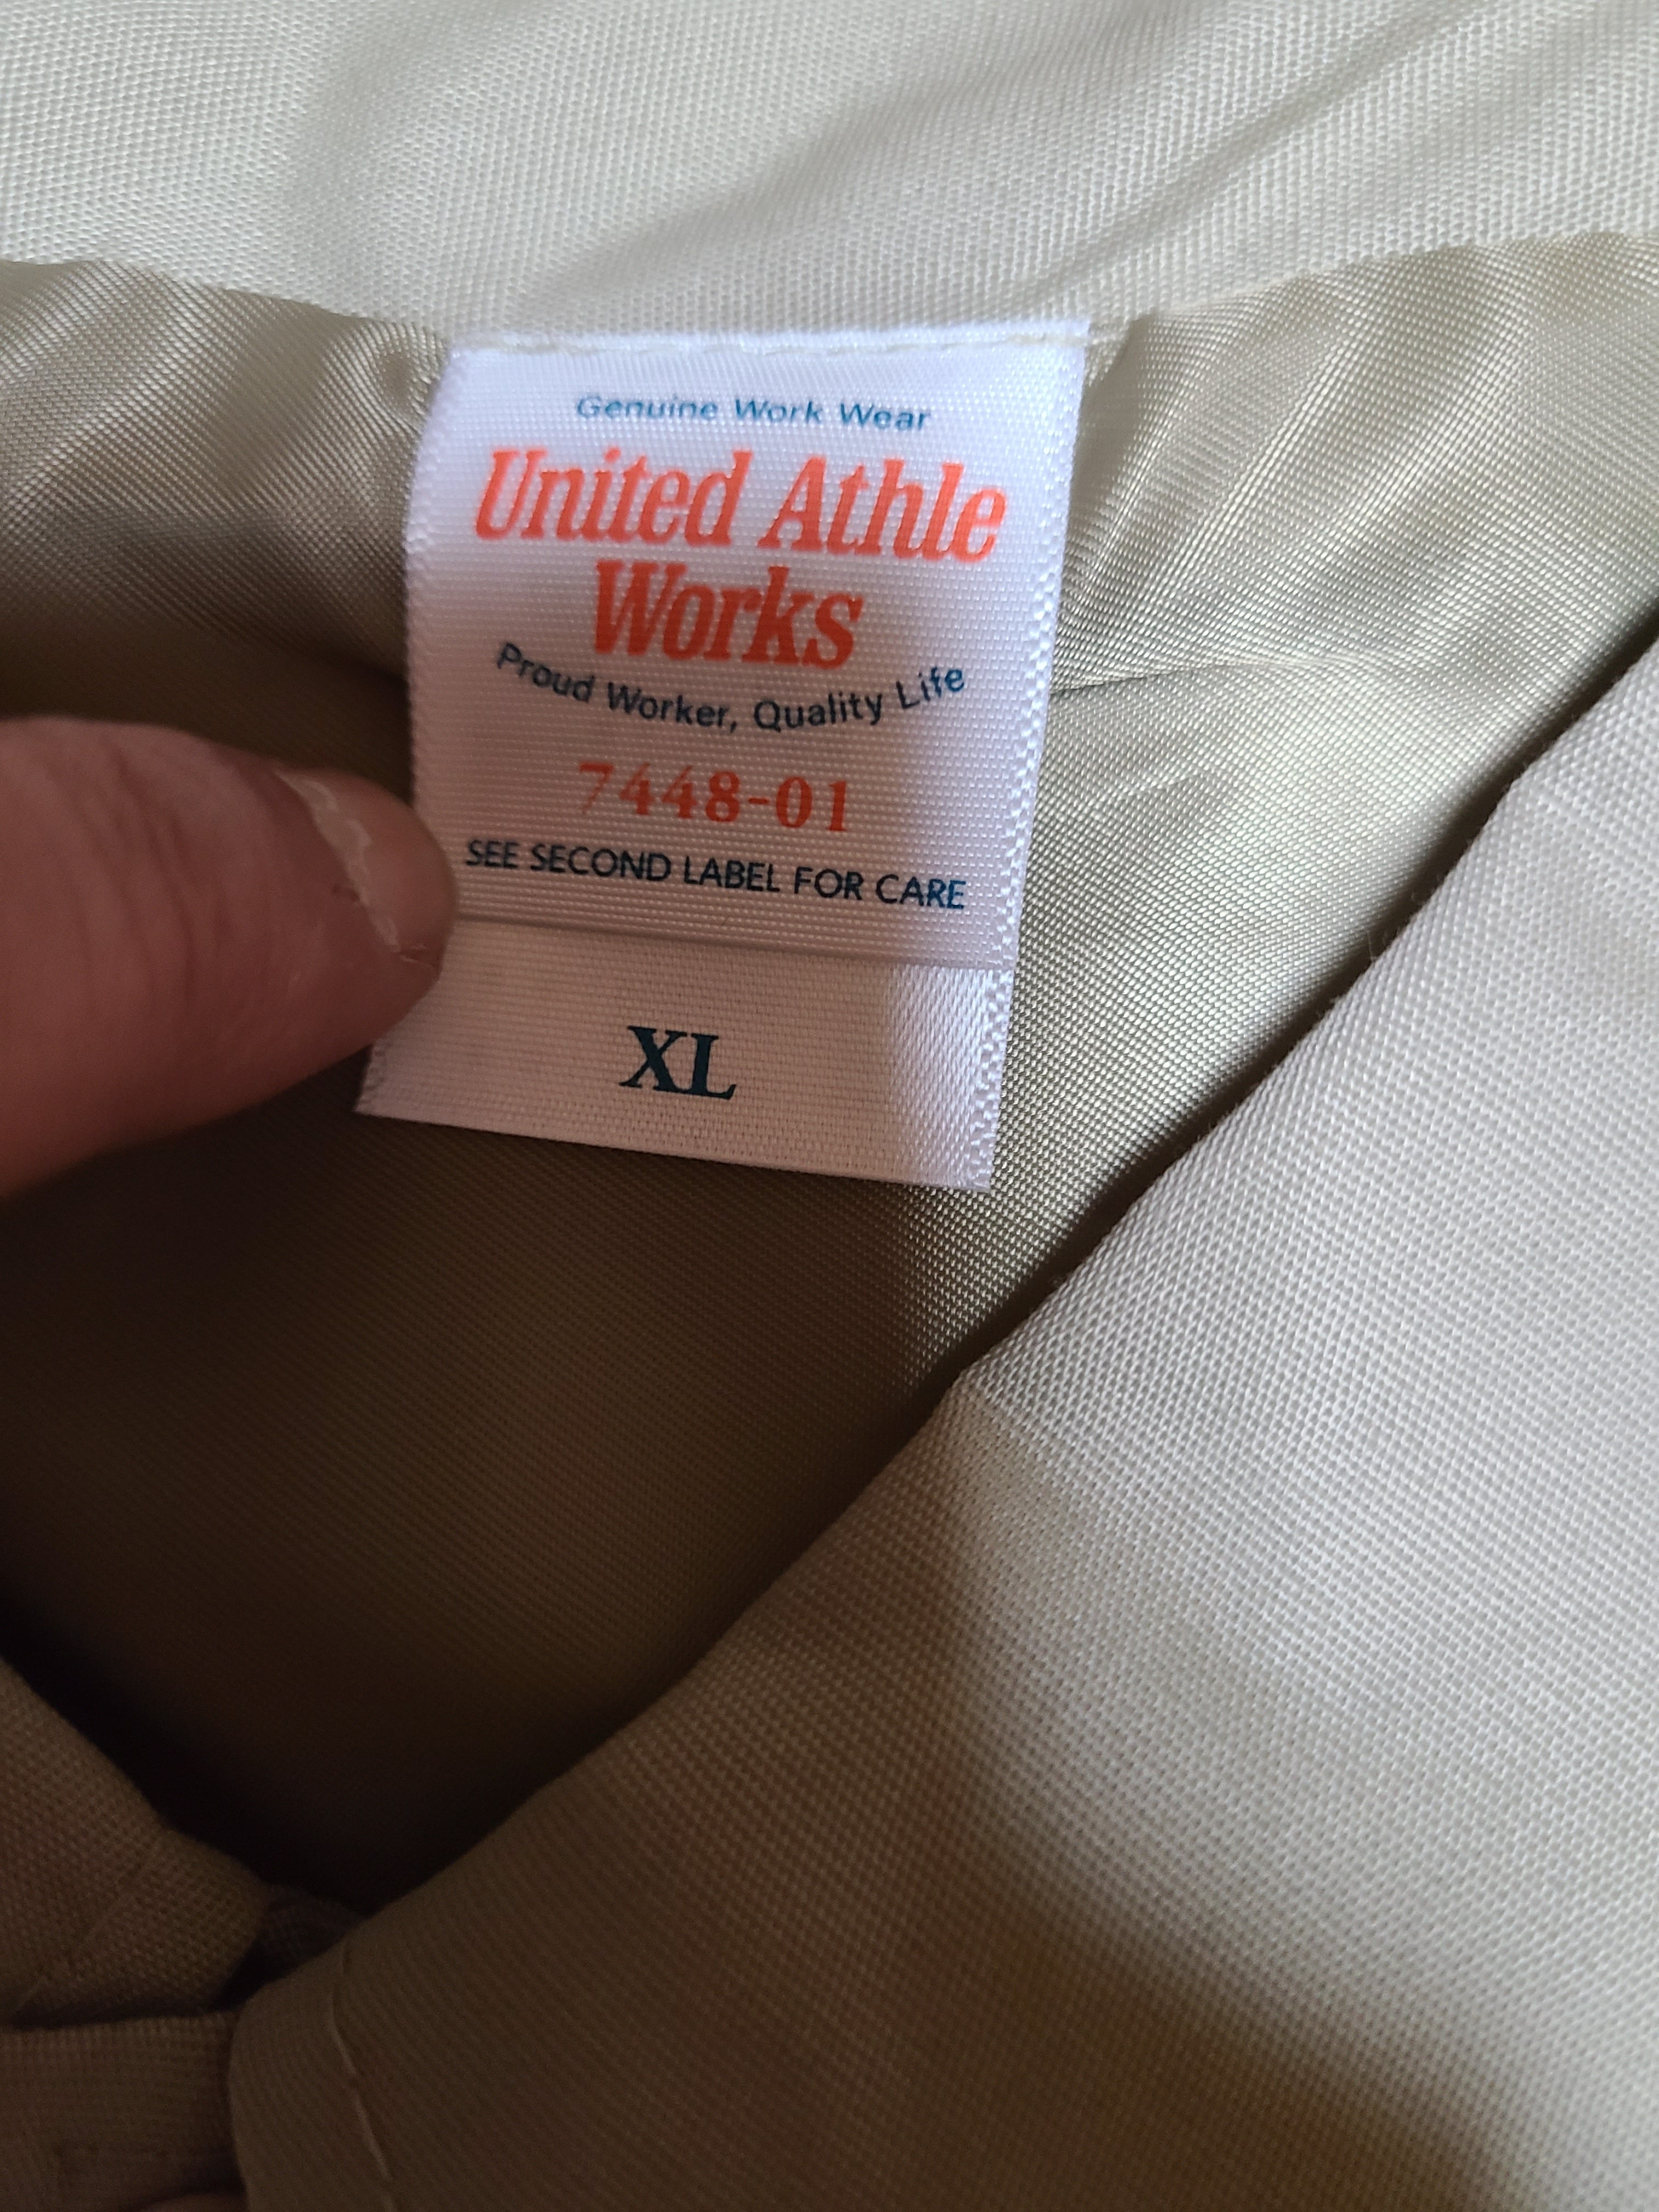 Genuine Work Wear
United Athle
Works
Proud Worker, Quality Life
7448-01
SEE SECOND LABEL FOR CARE
XL